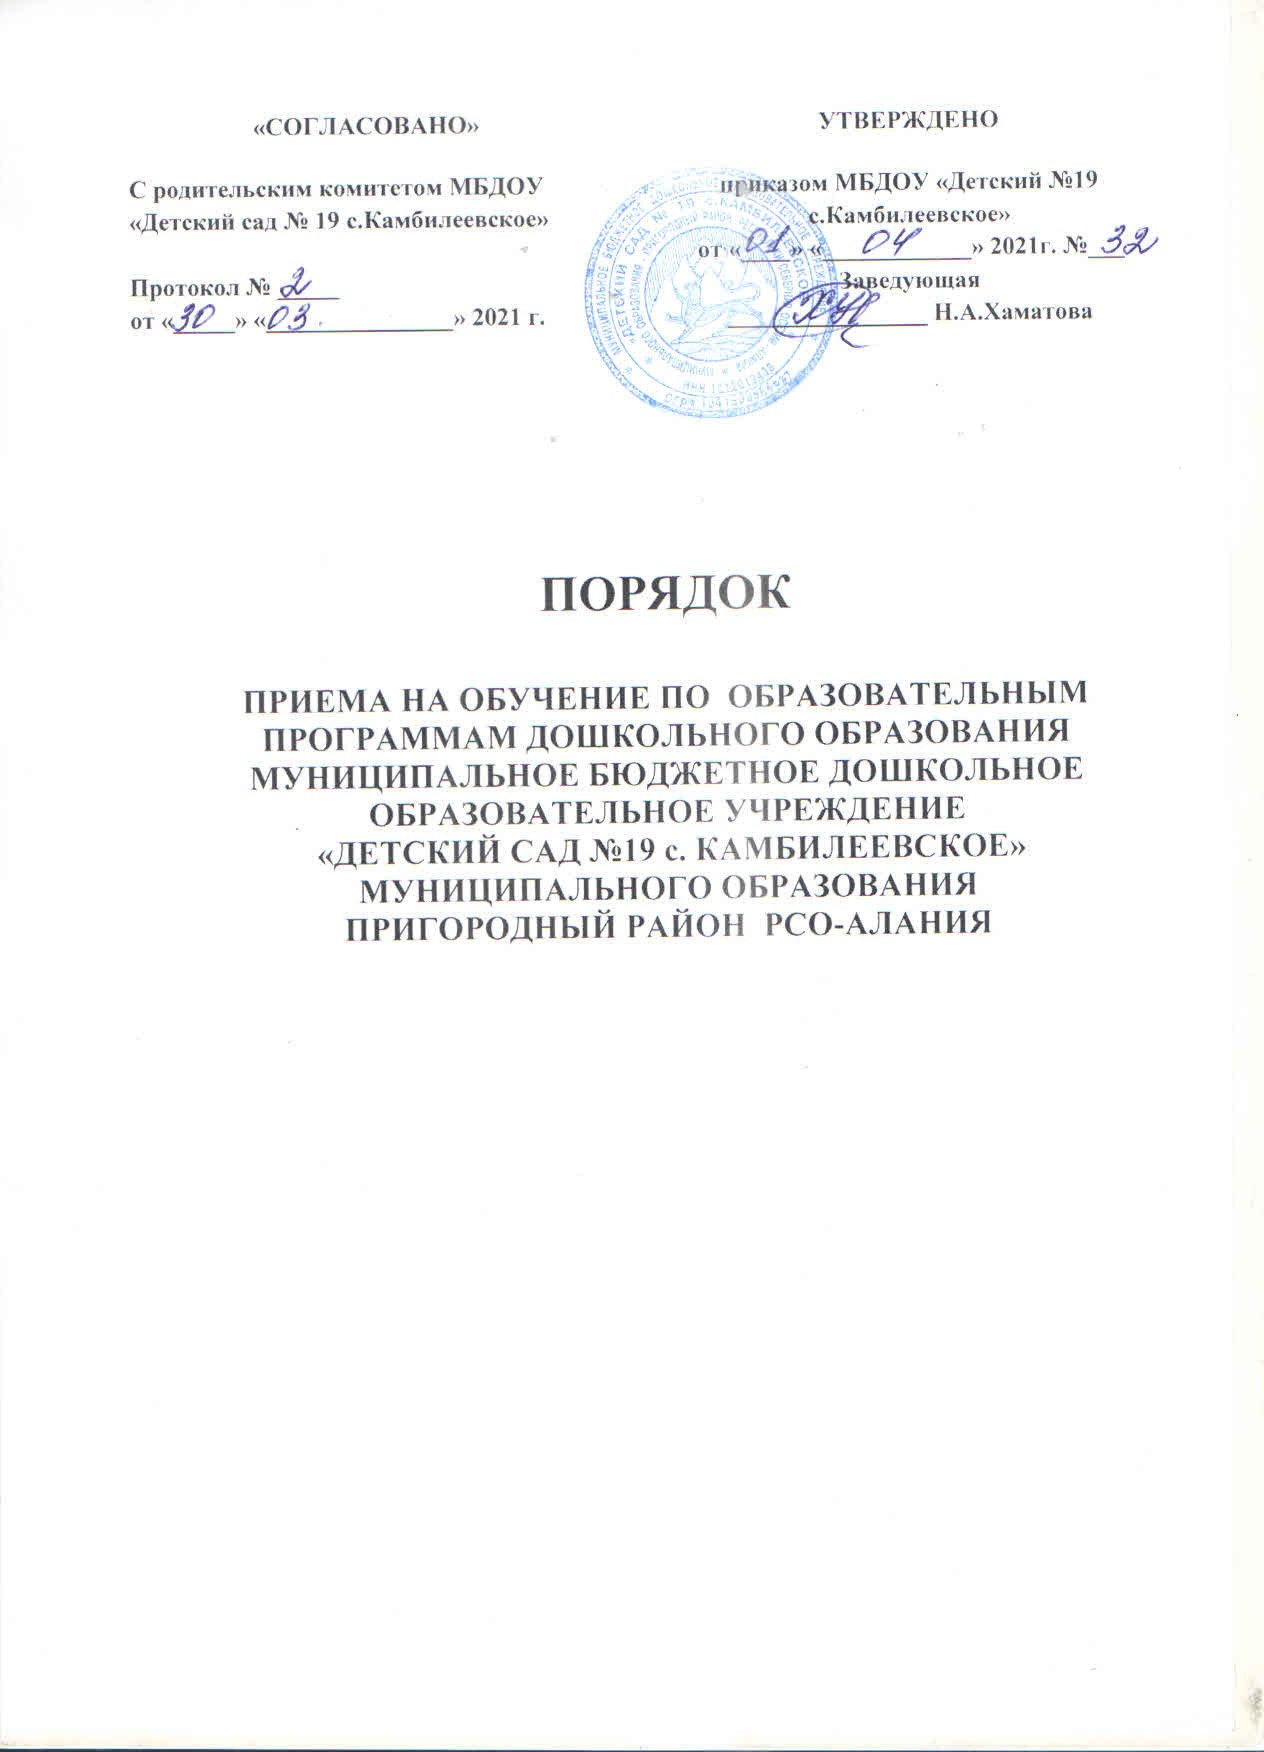 «СОГЛАСОВАНО»
С родительским комитетом МБДОУ
«Детский сад № 19 с.Камбилеевское»
Протокол № 2
от «30» «03.» 2021 г.
УТВЕРЖДЕНО
приказом МБДОУ «Детский №19
с.Камбилеевское»
от «01» «04» 2021г. №32
Заведующая
Н.А.Хаматова
ПОРЯДОК
ПРИЕМА НА ОБУЧЕНИЕ ПО ОБРАЗОВАТЕЛЬНЫМ
ПРОГРАММАМ ДОШКОЛЬНОГО ОБРАЗОВАНИЯ
МУНИЦИПАЛЬНОЕ БЮДЖЕТНОЕ ДОШКОЛЬНОЕ
ОБРАЗОВАТЕЛЬНОЕ УЧРЕЖДЕНИЕ
«ДЕТСКИЙ САД №19 с. КАМБИЛЕЕВСКОЕ»
МУНИЦИПАЛЬНОГО ОБРАЗОВАНИЯ
ПРИГОРОДНЫЙ РАЙОН РСО-АЛАНИЯ